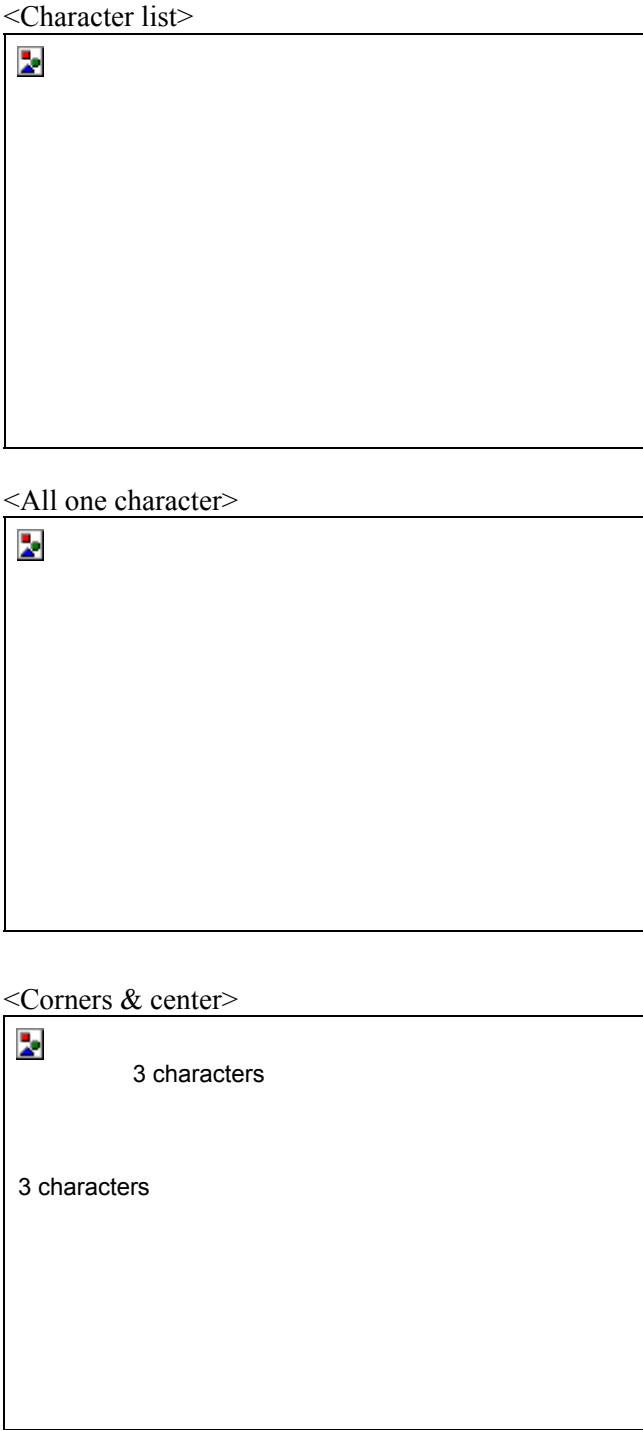 <Character list>
<All one character>
<Corners & center>
3 characters
3 characters